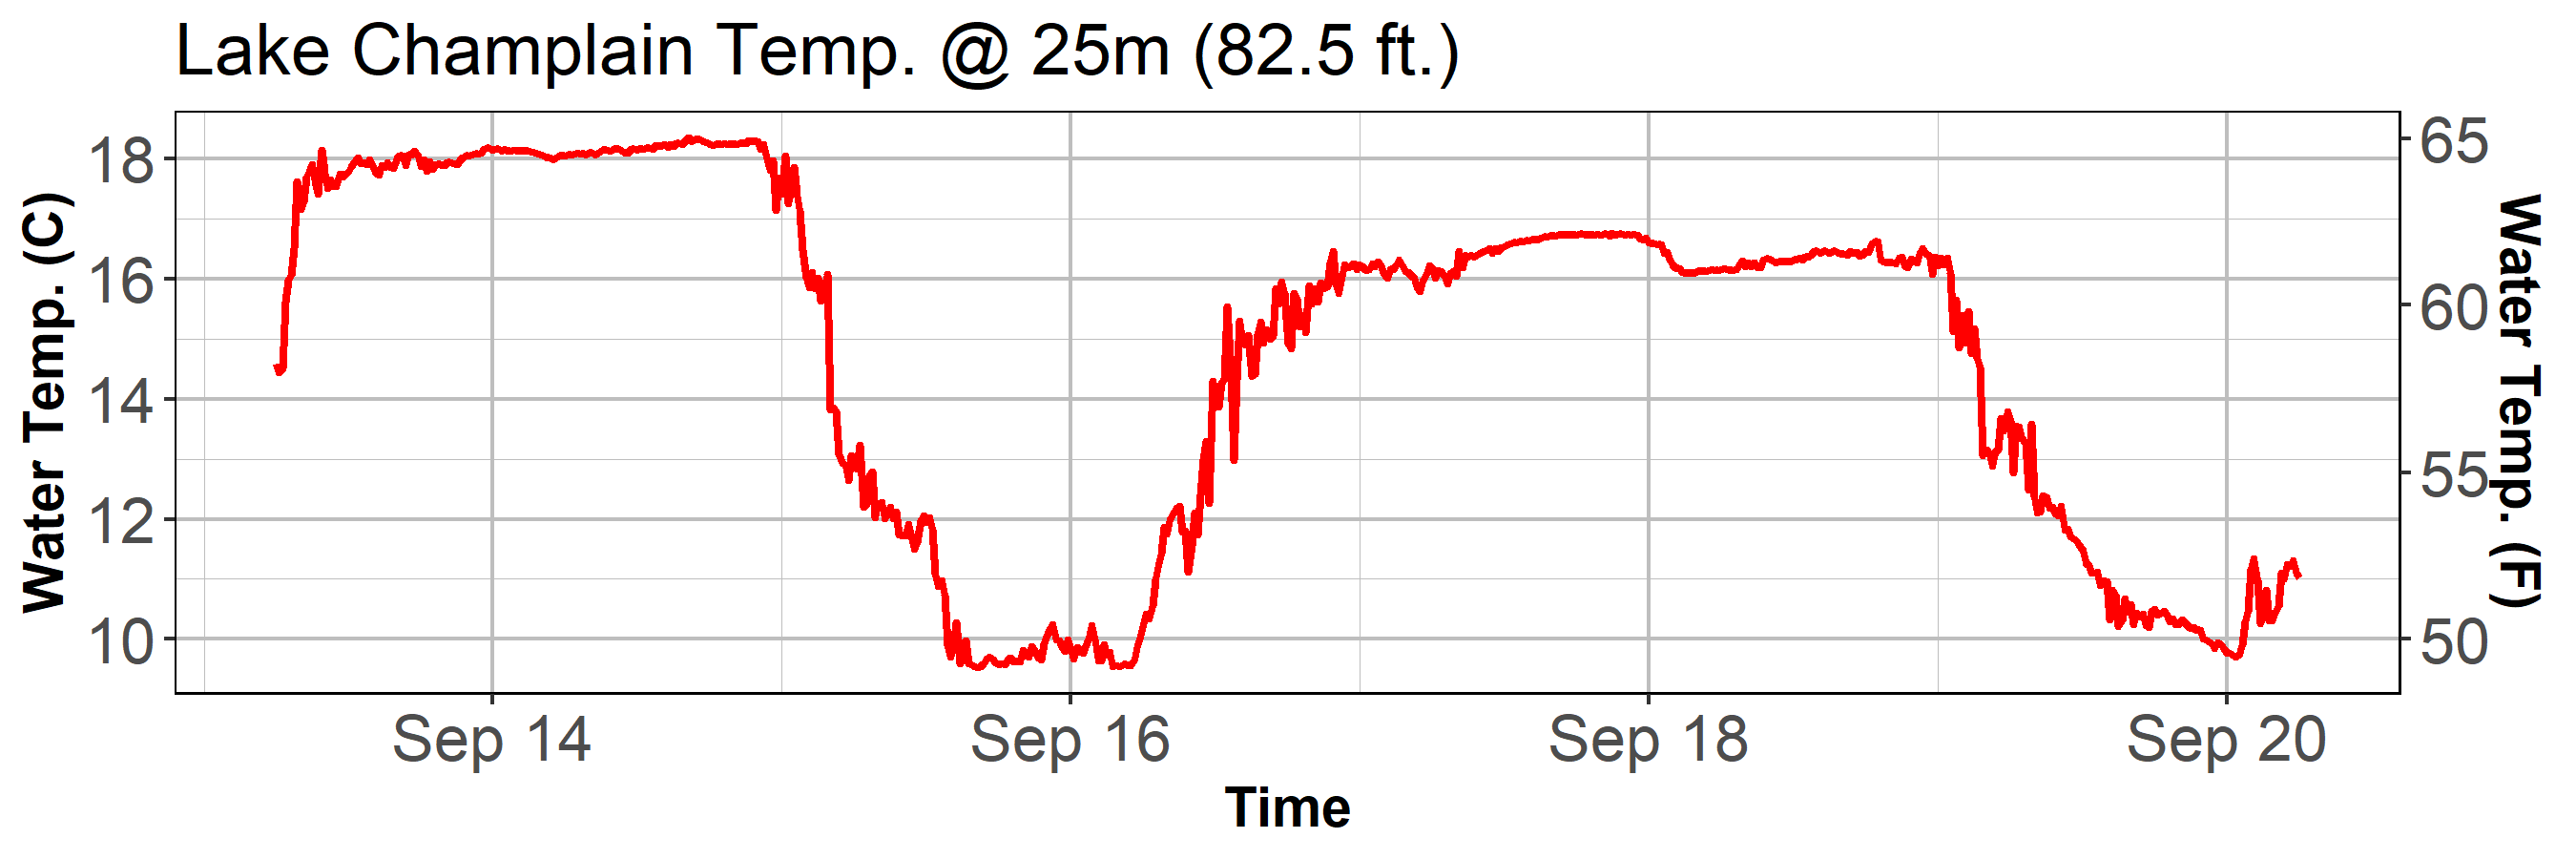 Lake Champlain Temp. @ 25m (82.5 ft.)
Water Temp. (C)
18
16
14
12
10
65
60
55
50
Water Temp. (F)
Sep 14
Sep 16
Sep 18
Sep 20
Time